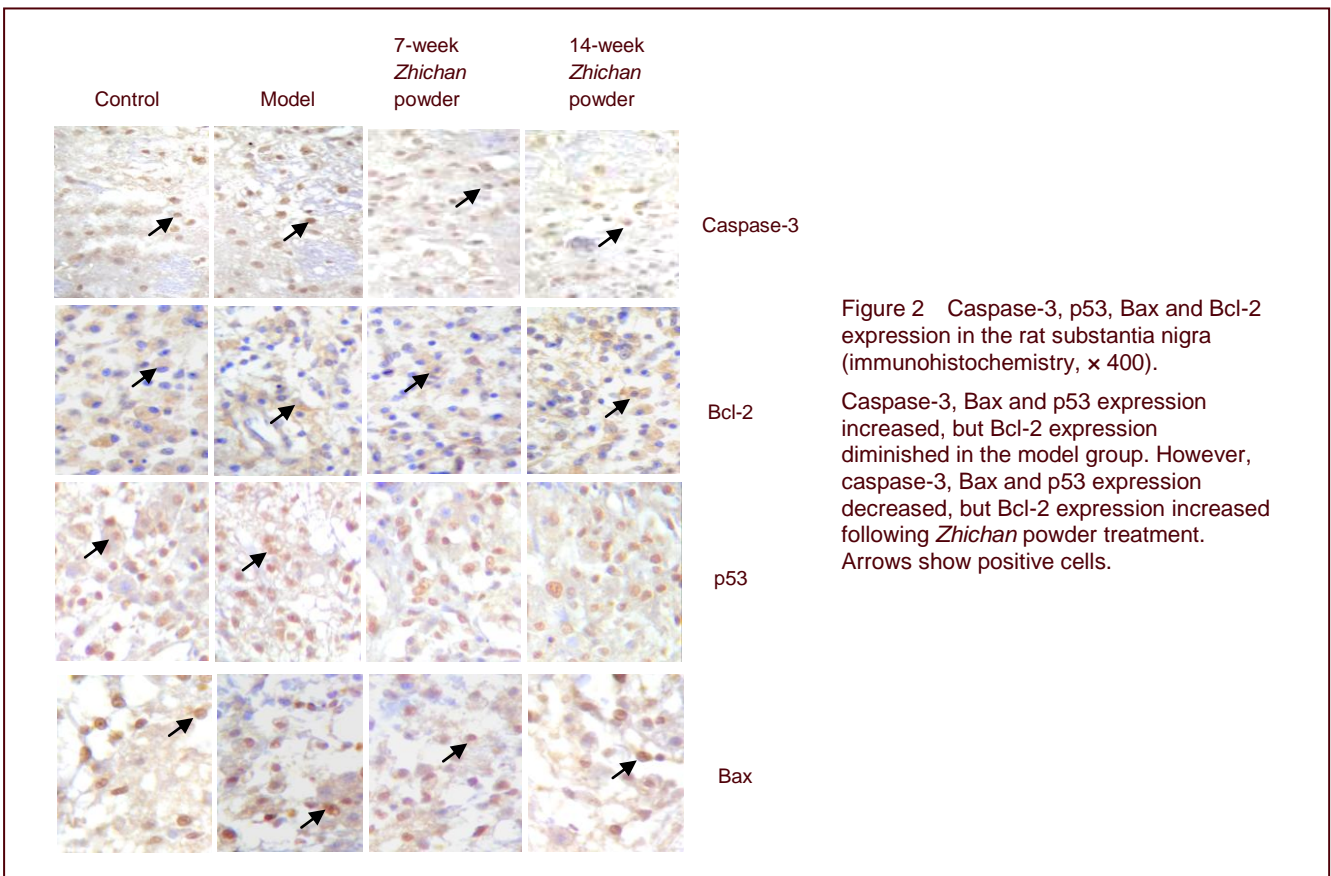 7-week
Zhichan
powder
14-week
Zhichan
powder
Control
Model
Caspase-3
Bcl-2
p53
Bax
Figure 2 Caspase-3, p53, Bax and Bcl-2
expression in the rat substantia nigra
(immunohistochemistry, × 400).
Caspase-3, Bax and p53 expression
increased, but Bcl-2 expression
diminished in the model group. However,
caspase-3, Bax and p53 expression
decreased, but Bcl-2 expression increased
following Zhichan powder treatment.
Arrows show positive cells.